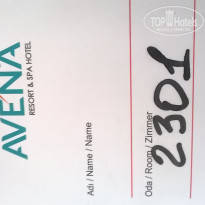 AVENA
RESORT & SPA HOTEL
Adı / Name / Name
Oda / Room / Zimmer
2301
TOP Hotels